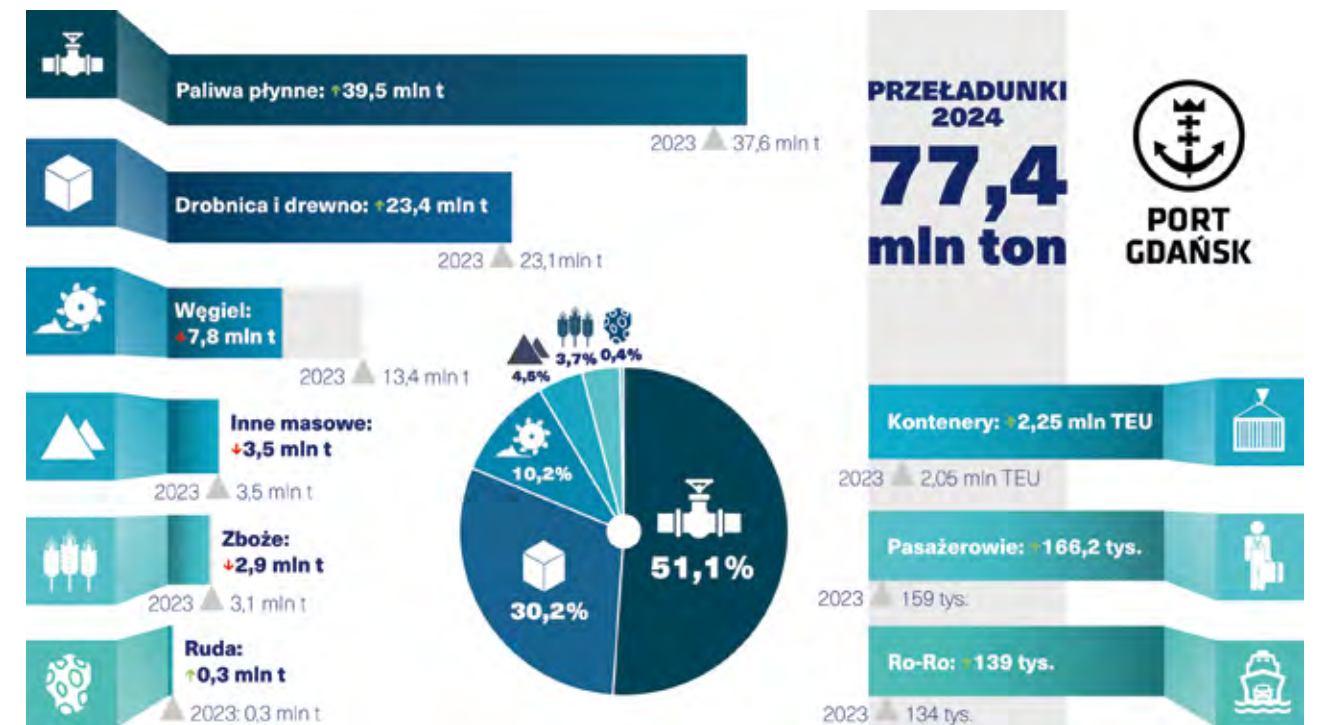 Paliwa płynne: ↑39,5 mln t
2023 ▲ 37,6 mln t
Drobnica i drewno: ↑23,4 mln t
2023 ▲ 23,1mln t
Węgiel:
↓7,8 mln t
2023 ▲ 13,4 mln t
Inne masowe:
↓3,5 mln t
2023 ▲ 3,5 mln t
Zboże:
↓2,9 mln t
2023 ▲ 3,1 mln t
Ruda:
↑0,3 mln t
▲ 2023: 0,3 mln t
4,5%
3,7%
0,4%
10,2%
30,2%
51,1%
PRZEŁADUNKI
2024
77,4
mln ton
PORT
GDAŃSK
Kontenery: ↑2,25 mln TEU
2023 ▲ 2,05 mln TEU
Pasażerowie: ↑166,2 tys.
2023 ▲ 159 tys.
Ro-Ro: ↑139 tys.
2023 ▲ 134 tys.